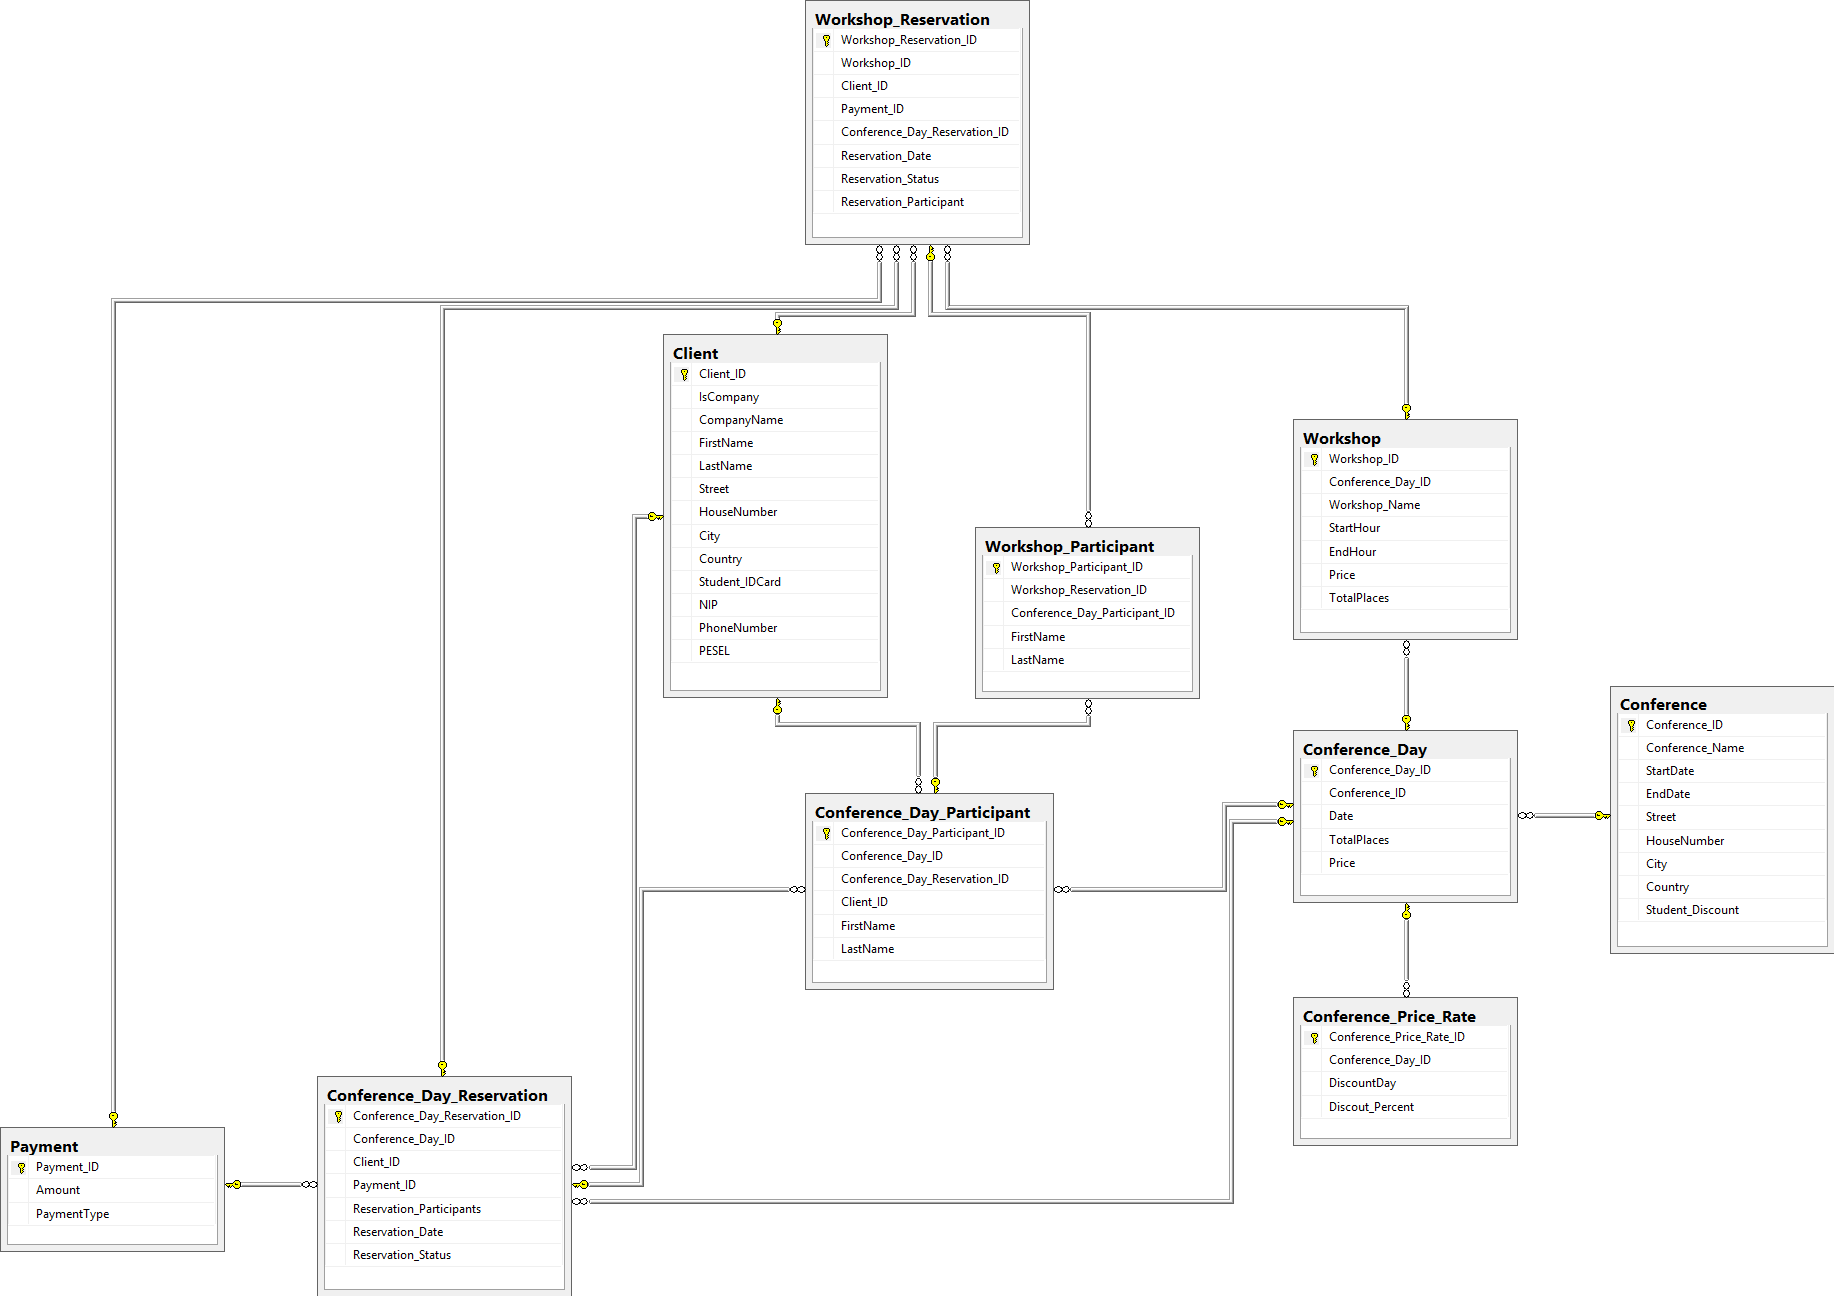 Workshop_Reservation
Workshop_Reservation_ID
Workshop_ID
Client_ID
Payment_ID
Conference_Day_Reservation_ID
Reservation_Date
Reservation_Status
Reservation_Participant
Client
Client_ID
IsCompany
CompanyName
FirstName
LastName
Street
HouseNumber
City
Country
Student_IDCard
NIP
PhoneNumber
PESEL
Workshop_Participant
Workshop_Participant_ID
Workshop_Reservation_ID
Conference_Day_Participant_ID
FirstName
LastName
Workshop
Workshop_ID
Conference_Day_ID
Workshop_Name
StartHour
EndHour
Price
TotalPlaces
Conference
Conference_ID
Conference_Name
StartDate
EndDate
Street
HouseNumber
City
Country
Student_Discount
Conference_Day
Conference_Day_ID
Conference_ID
Date
TotalPlaces
Price
Conference_Day_Participant
Conference_Day_Participant_ID
Conference_Day_ID
Conference_Day_Reservation_ID
Client_ID
FirstName
LastName
Conference_Price_Rate
Conference_Price_Rate_ID
Conference_Day_ID
DiscountDay
Discout_Percent
Conference_Day_Reservation
Conference_Day_Reservation_ID
Conference_Day_ID
Client_ID
Payment_ID
Reservation_Participants
Reservation_Date
Reservation_Status
Payment
Payment_ID
Amount
PaymentType